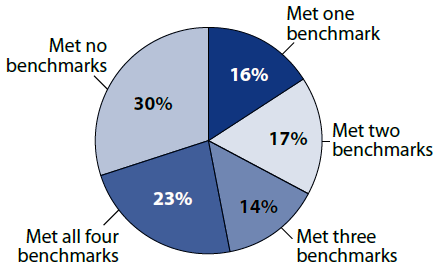 Met one
benchmark
16%
Met two
benchmarks
17%
Met three
benchmarks
14%
Met all four
benchmarks
23%
Met no
benchmarks
30%